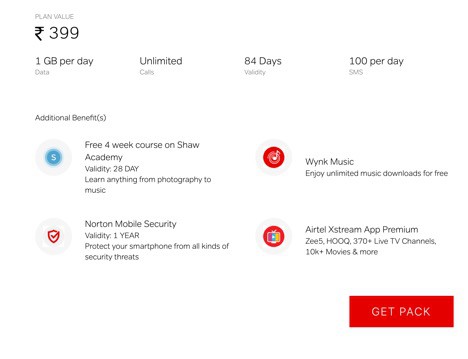 PLAN VALUE
₹ 399
1 GB per day
Data
Unlimited
Calls
84 Days
Validity
100 per day
SMS
Additional Benefit(s)
S
Free 4 week course on Shaw
Academy
Validity: 28 DAY
Learn anything from photography to
music
Wynk Music
Enjoy unlimited music downloads for free
Norton Mobile Security
Validity: 1 YEAR
Protect your smartphone from all kinds of
security threats
Airtel Xstream App Premium
Zee5, HOOQ, 370+ Live TV Channels,
10k+ Movies & more
GET PACK